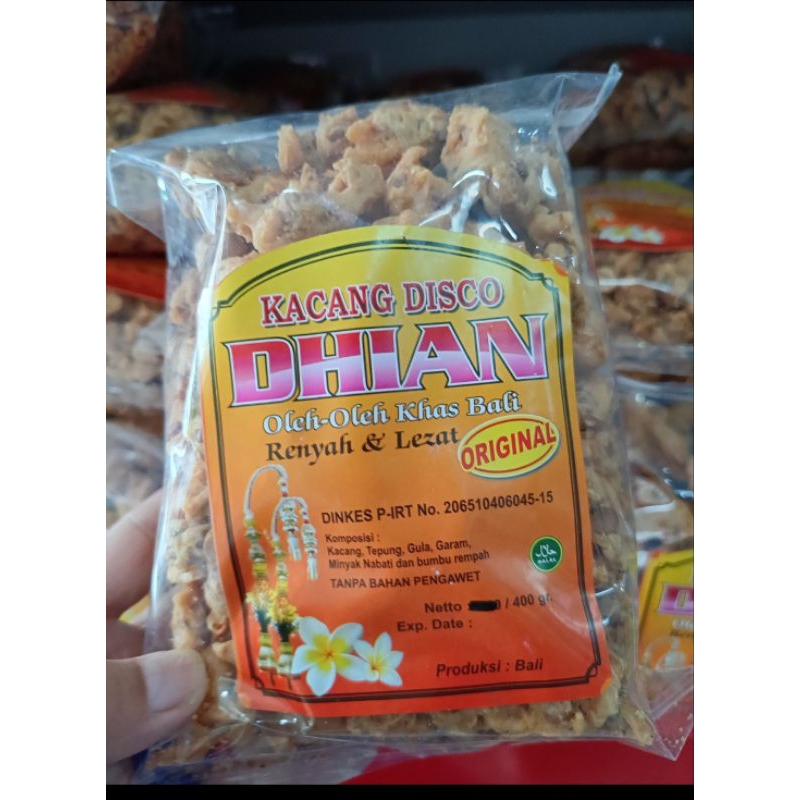 KACANG DISCO
DHIAN
Oleh-Oleh Khas Bali
Renyah & Lezat
ORIGINAL
DINKES P-IRT No. 206510406045-15
Komposisi :
Kacang, Tepung, Gula, Garam,
Minyak Nabati dan bumbu rempah
TANPA BAHAN PENGAWET
HALAL
Netto 0 / 400 gr.
Exp. Date :
Produksi : Bali